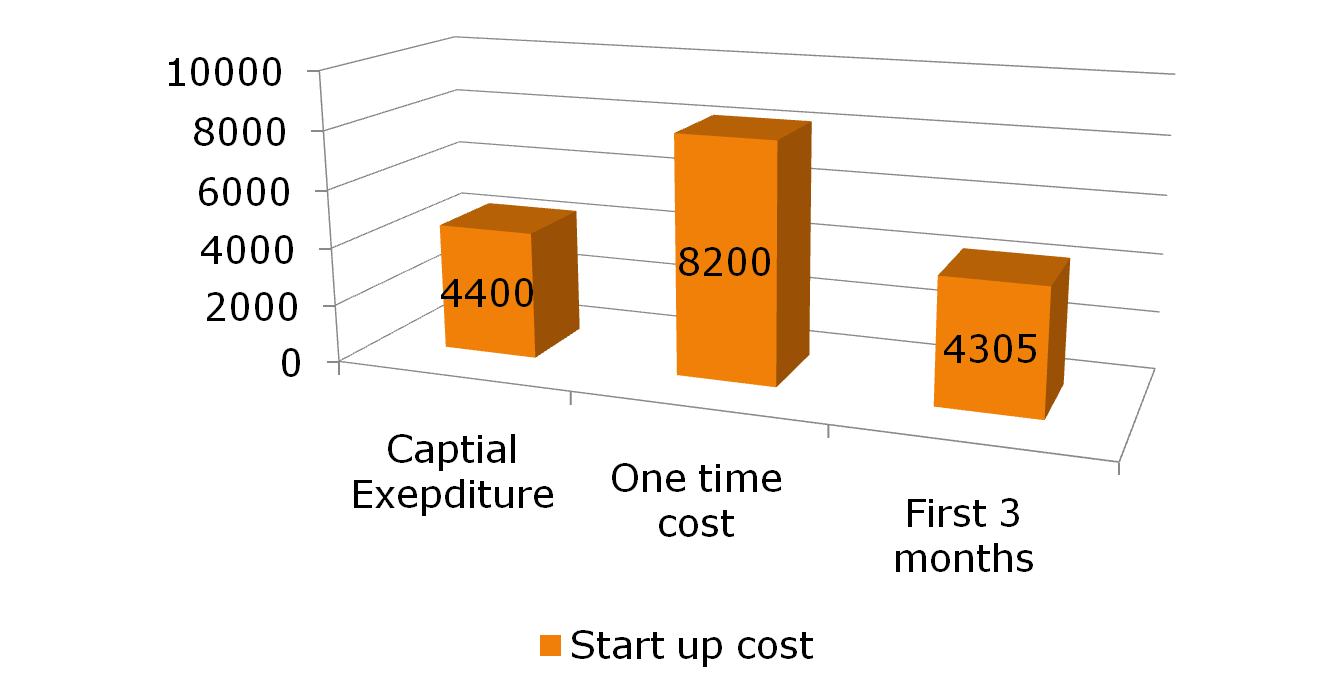 10000
8000
6000
4000
2000
0
4400
8200
4305
Captial
Exepditure
One time
cost
First 3
months
Start up cost